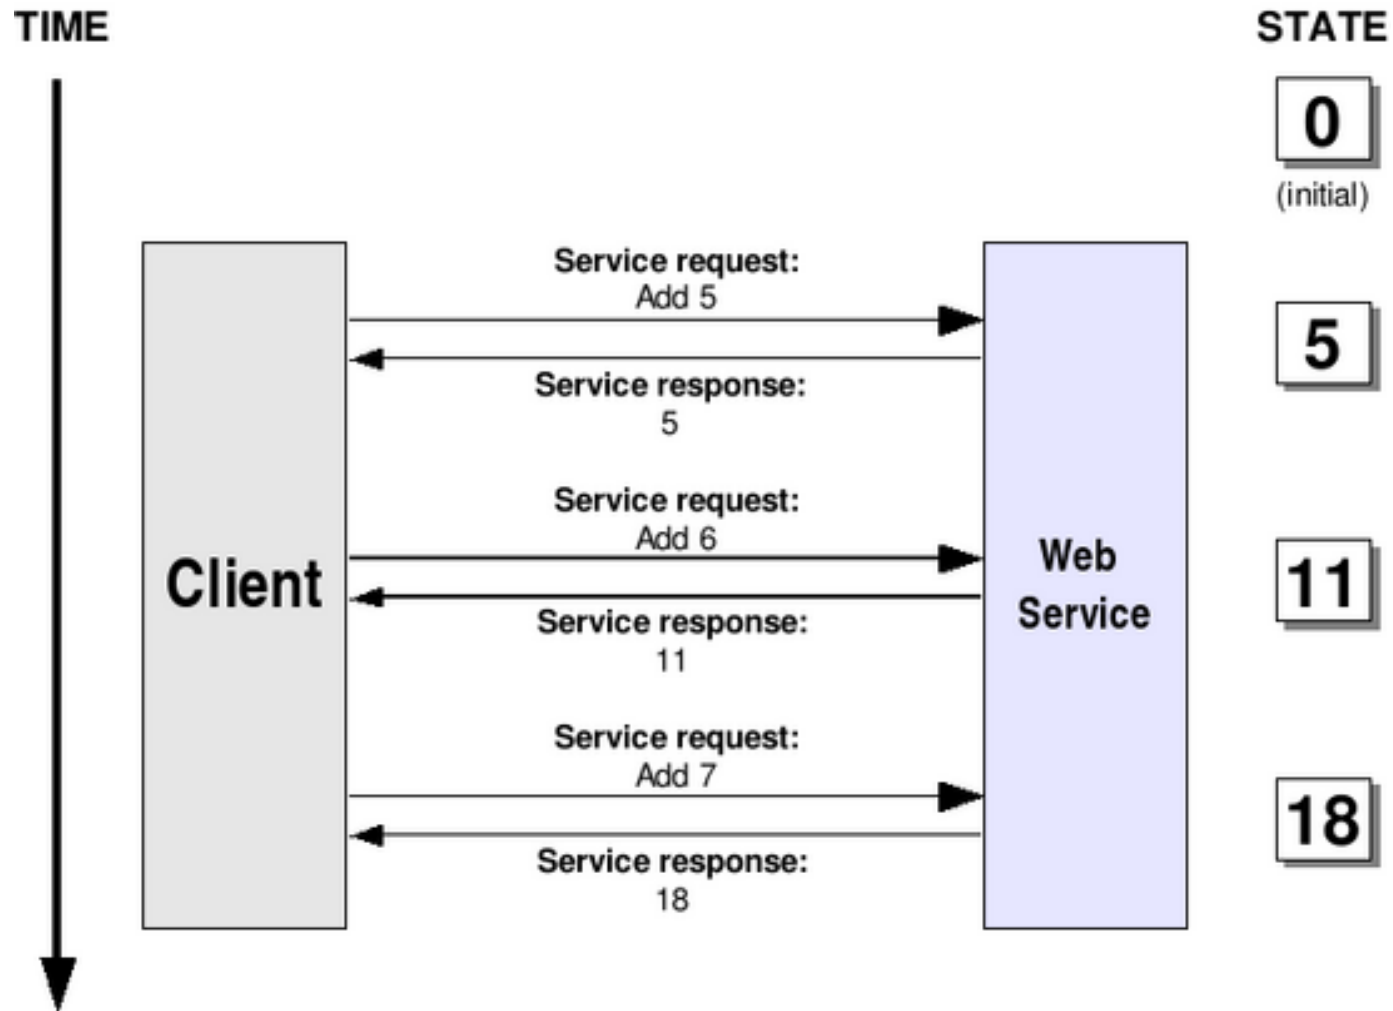 TIME
STATE
0
(initial)
Service request:
Add 5
5
Service response:
5
Service request:
Add 6
Client
Web
Service
11
Service response:
11
Service request:
Add 7
18
Service response:
18